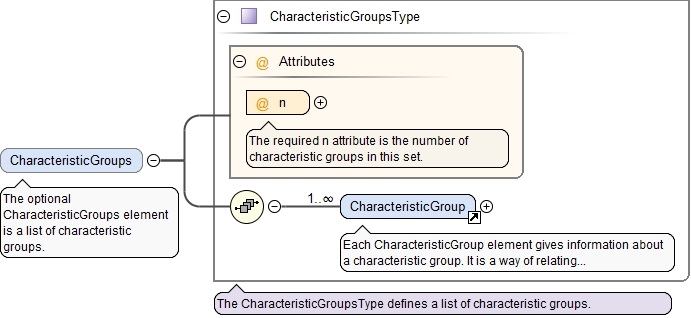 CharacteristicGroupsType
Attributes
@ n
The required n attribute is the number of
characteristic groups in this set.
CharacteristicGroups
The optional
CharacteristicGroups element
is a list of characteristic
groups.
1..∞
CharacteristicGroup
Each CharacteristicGroup element gives information about
a characteristic group. It is a way of relating...
The CharacteristicGroupsType defines a list of characteristic groups.